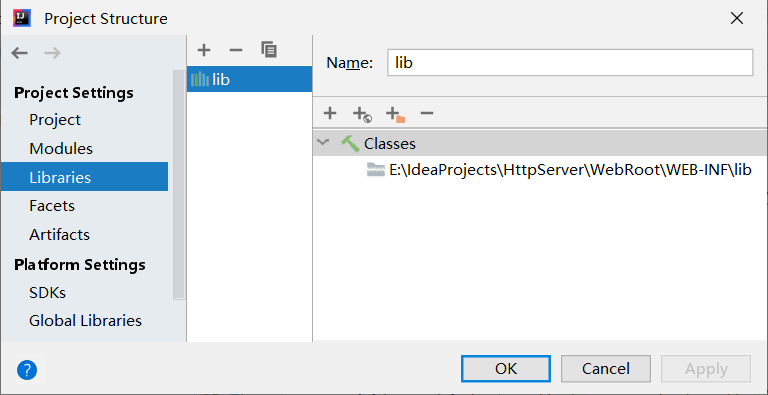 Project Structure
Project Settings
Project
Modules
Libraries
Facets
Artifacts
Platform Settings
SDKs
Global Libraries
lib
Name:
lib
Classes
E:\IdeaProjects\HttpServer\WebRoot\WEB-INF\lib
?
OK
Cancel
Apply